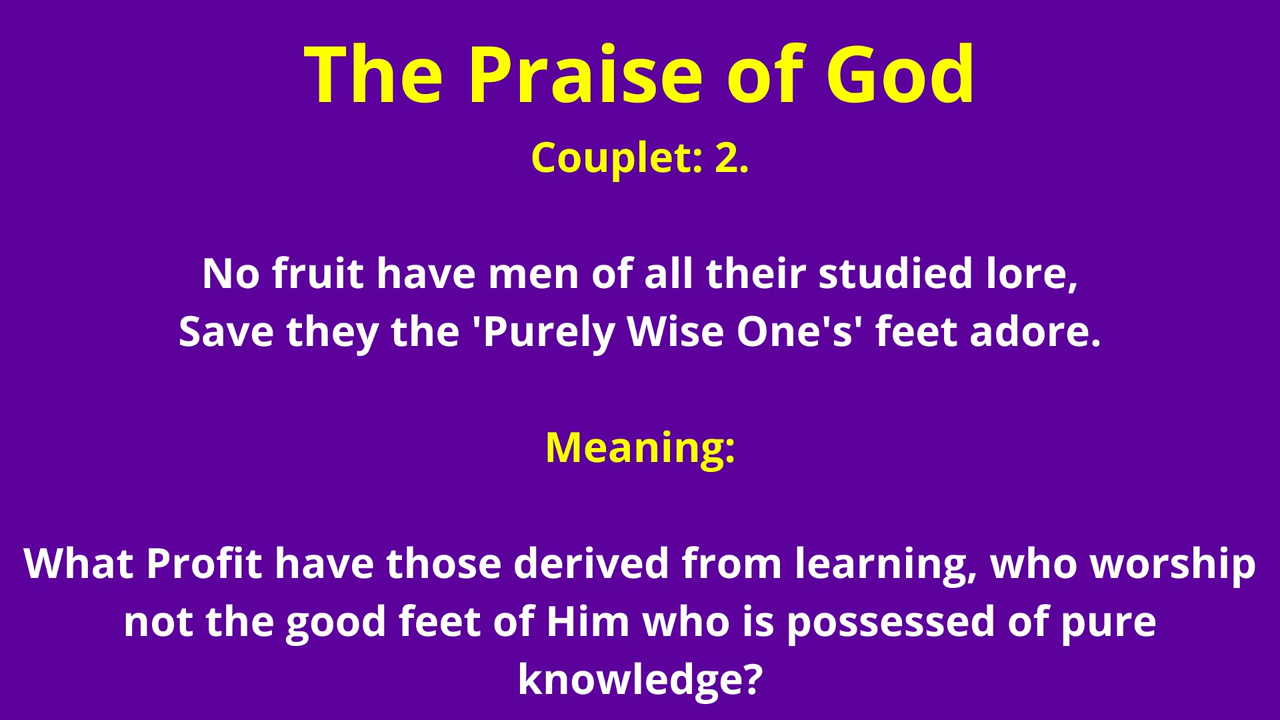 The Praise of God
Couplet: 2.
No fruit have men of all their studied lore,
Save they the 'Purely Wise One's' feet adore.
Meaning:
What Profit have those derived from learning, who worship
not the good feet of Him who is possessed of pure
knowledge?